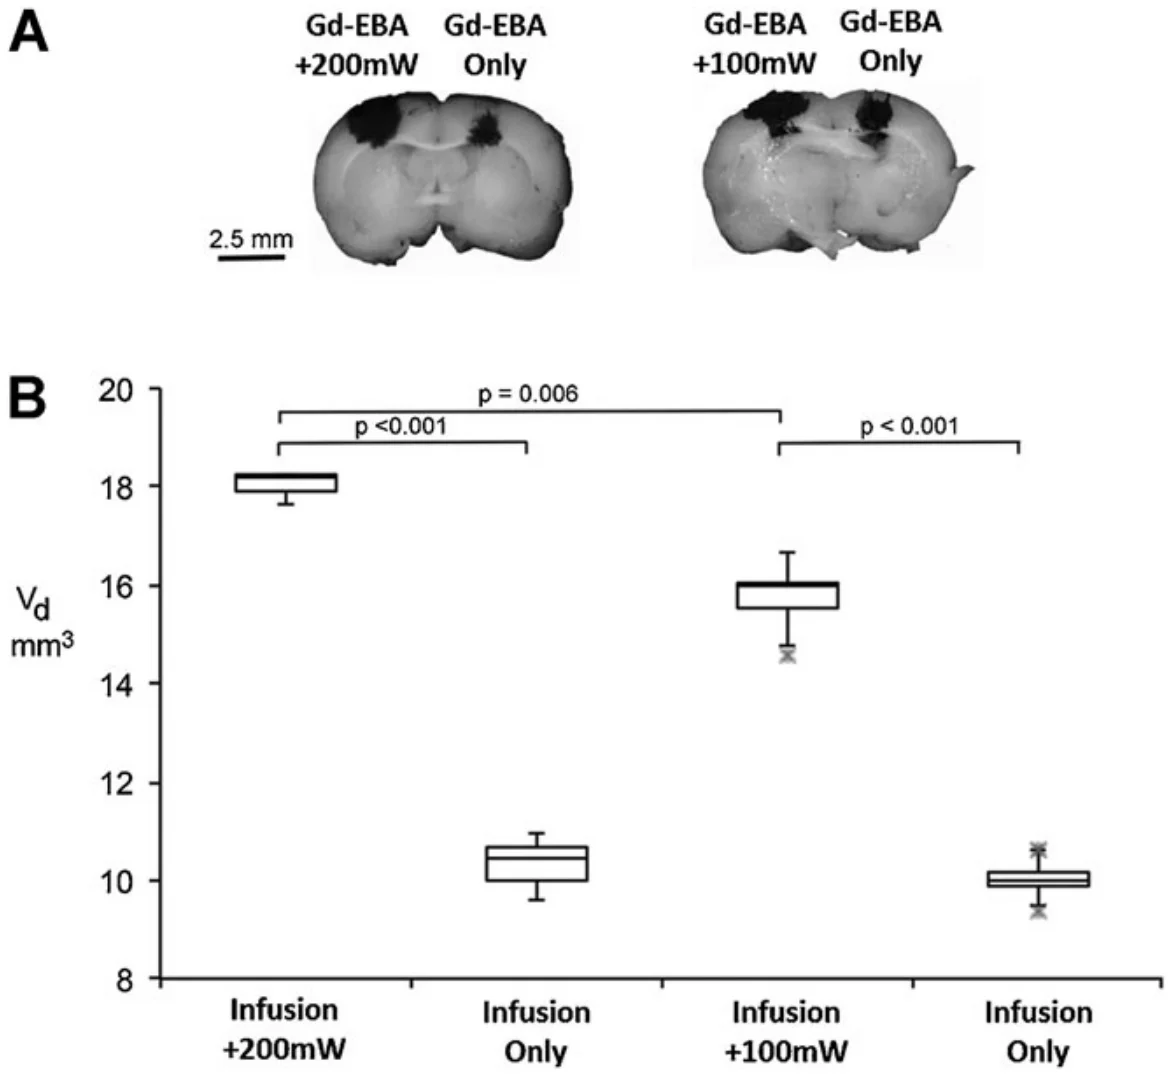 A
Gd-EBA Gd-EBA
+200mW Only
Gd-EBA Gd-EBA
+100mW Only
2.5 mm
B
20
18
16
14
12
10
8
Vd
mm³
p = 0.006
p <0.001
p < 0.001
Infusion
+200mW
Infusion
Only
Infusion
+100mW
Infusion
Only